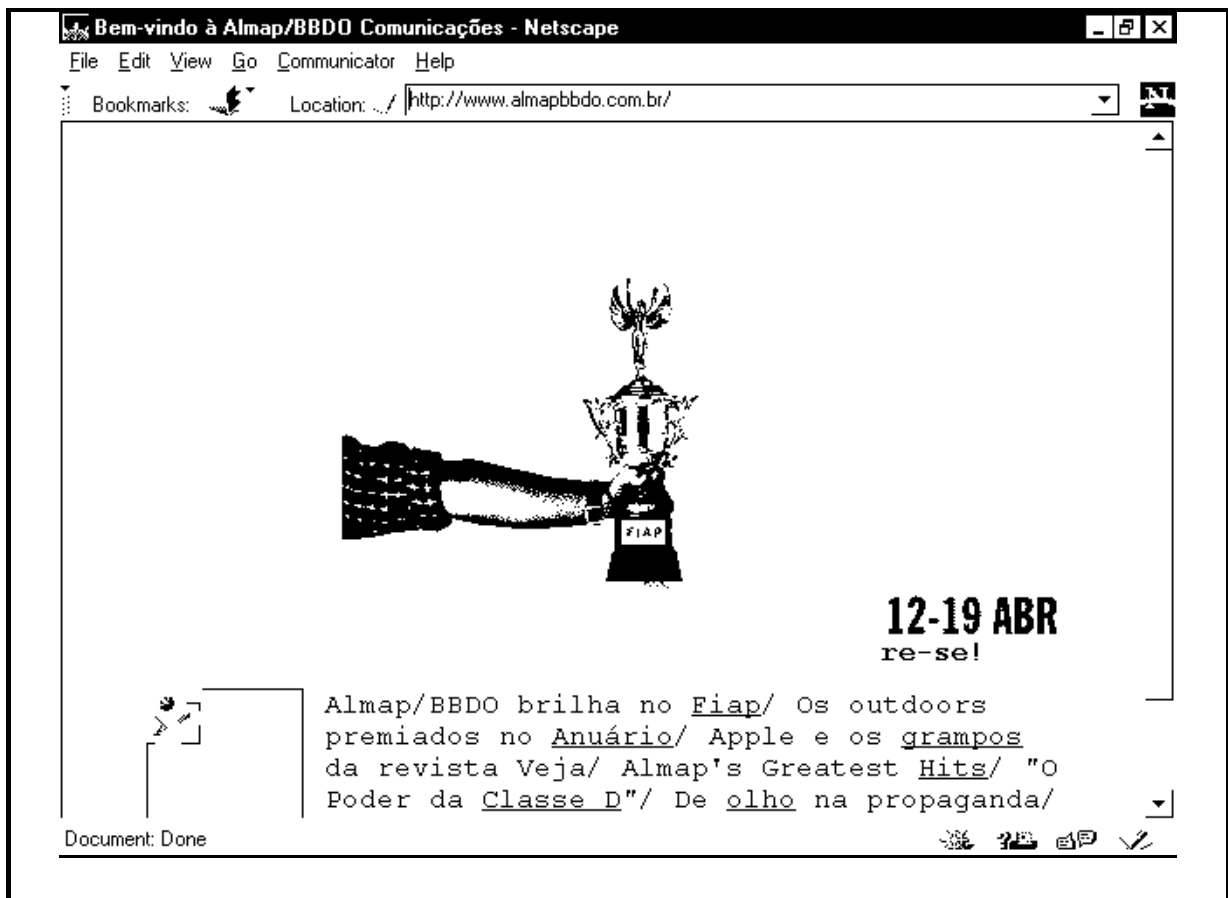 Bem-vindo à Almap/BBDO Comunicações - Netscape
File Edit View Go Communicator Help
Bookmarks: Location: http://www.almapbbdo.com.br/
N
FIAP
12-19 ABR
re-se!
Almap/BBDO brilha no Fiap/ Os outdoors
premiados no Anuário/ Apple e os grampos
da revista Veja/ Almap's Greatest Hits/ "O
Poder da Classe D"/ De olho na propaganda/
Document: Done